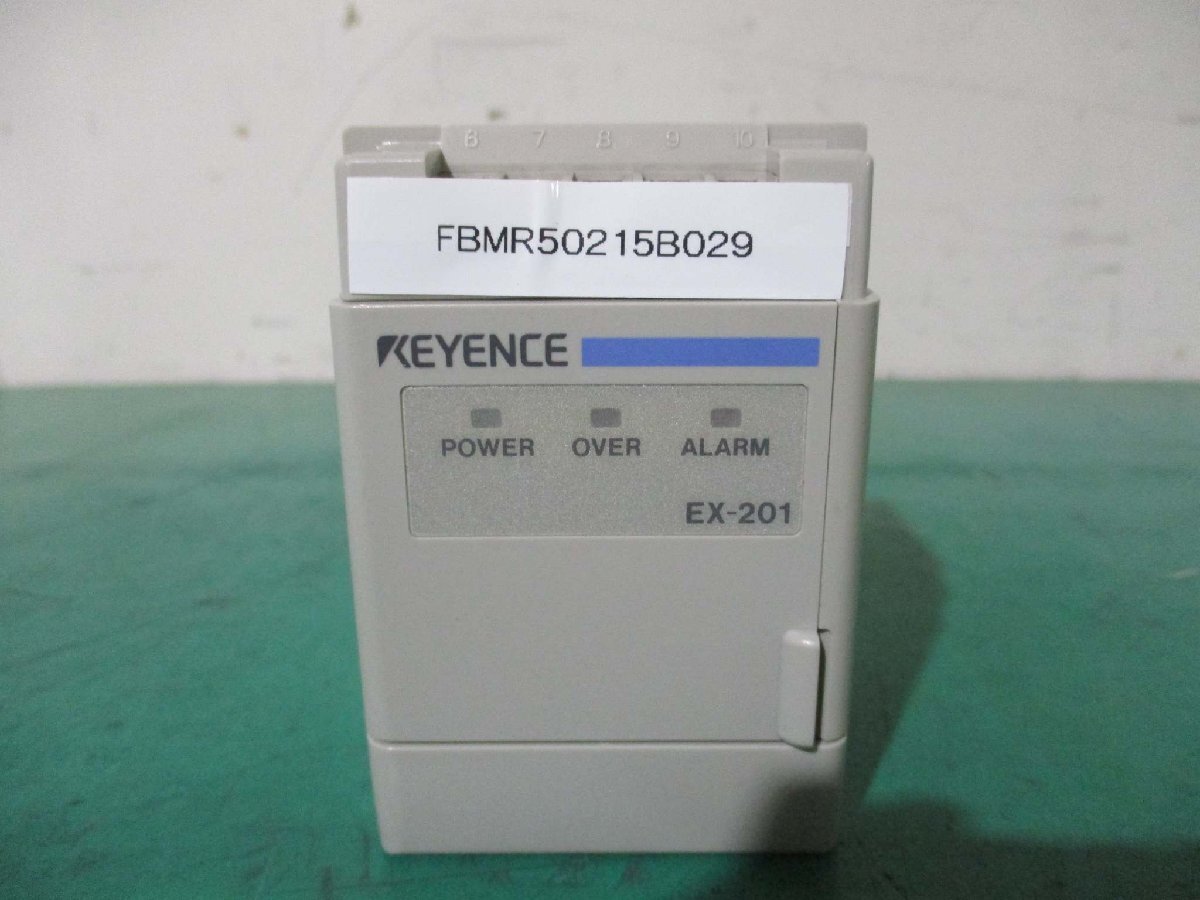 6 7 8 9 10
FBMR50215B029
KEYENCE
POWER OVER ALARM
EX-201